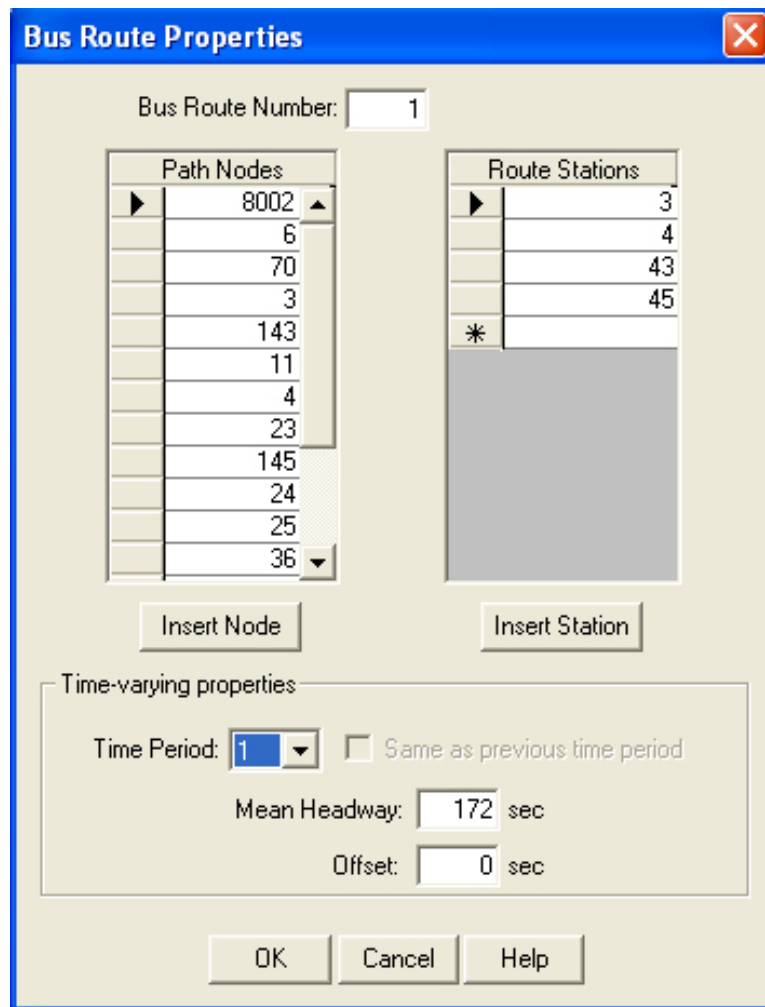 Bus Route Properties
Bus Route Number: 1
Path Nodes
8002
6
70
3
143
11
4
23
145
24
25
36
Insert Node
Route Stations
3
4
43
45
Insert Station
Time-varying properties
Time Period: 1 Same as previous time period
Mean Headway: 172 sec
Offset: 0 sec
OK Cancel Help